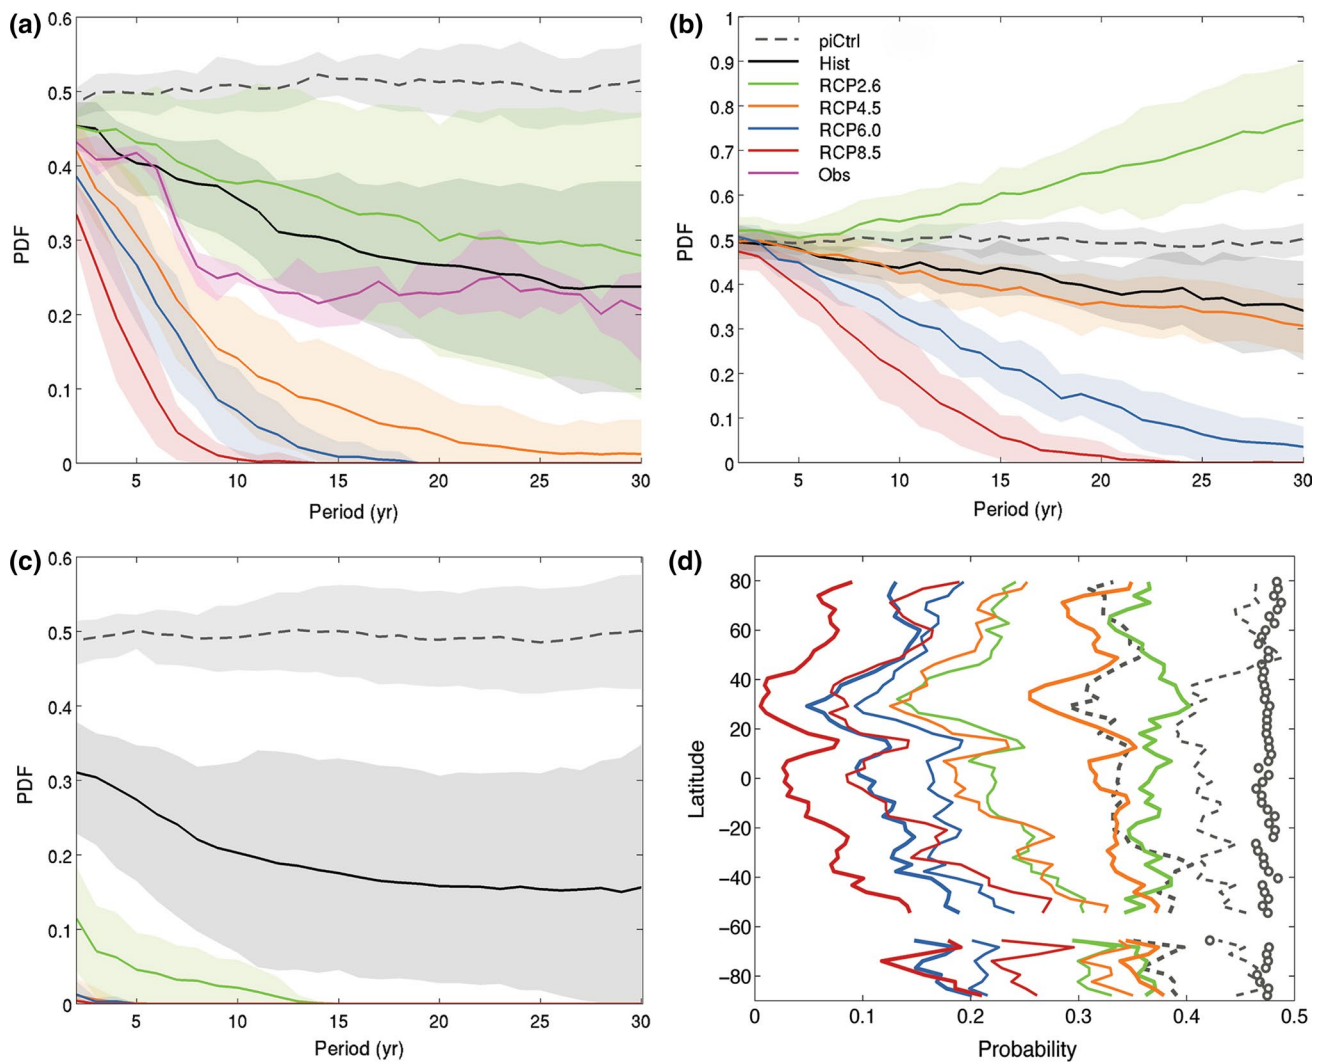 (a)
0.6
0.5
0.4
0.3
0.2
0.1
0
PDF
5 10 15 20 25 30
Period (yr)
(b)
1
0.9
0.8
0.7
0.6
0.5
0.4
0.3
0.2
0.1
0
PDF
piCtrl
Hist
RCP2.6
RCP4.5
RCP6.0
RCP8.5
Obs
5 10 15 20 25 30
Period (yr)
(c)
0.6
0.5
0.4
0.3
0.2
0.1
0
PDF
5 10 15 20 25 30
Period (yr)
(d)
80
60
40
20
0
−20
−40
−60
−80
Latitude
0 0.1 0.2 0.3 0.4 0.5
Probability